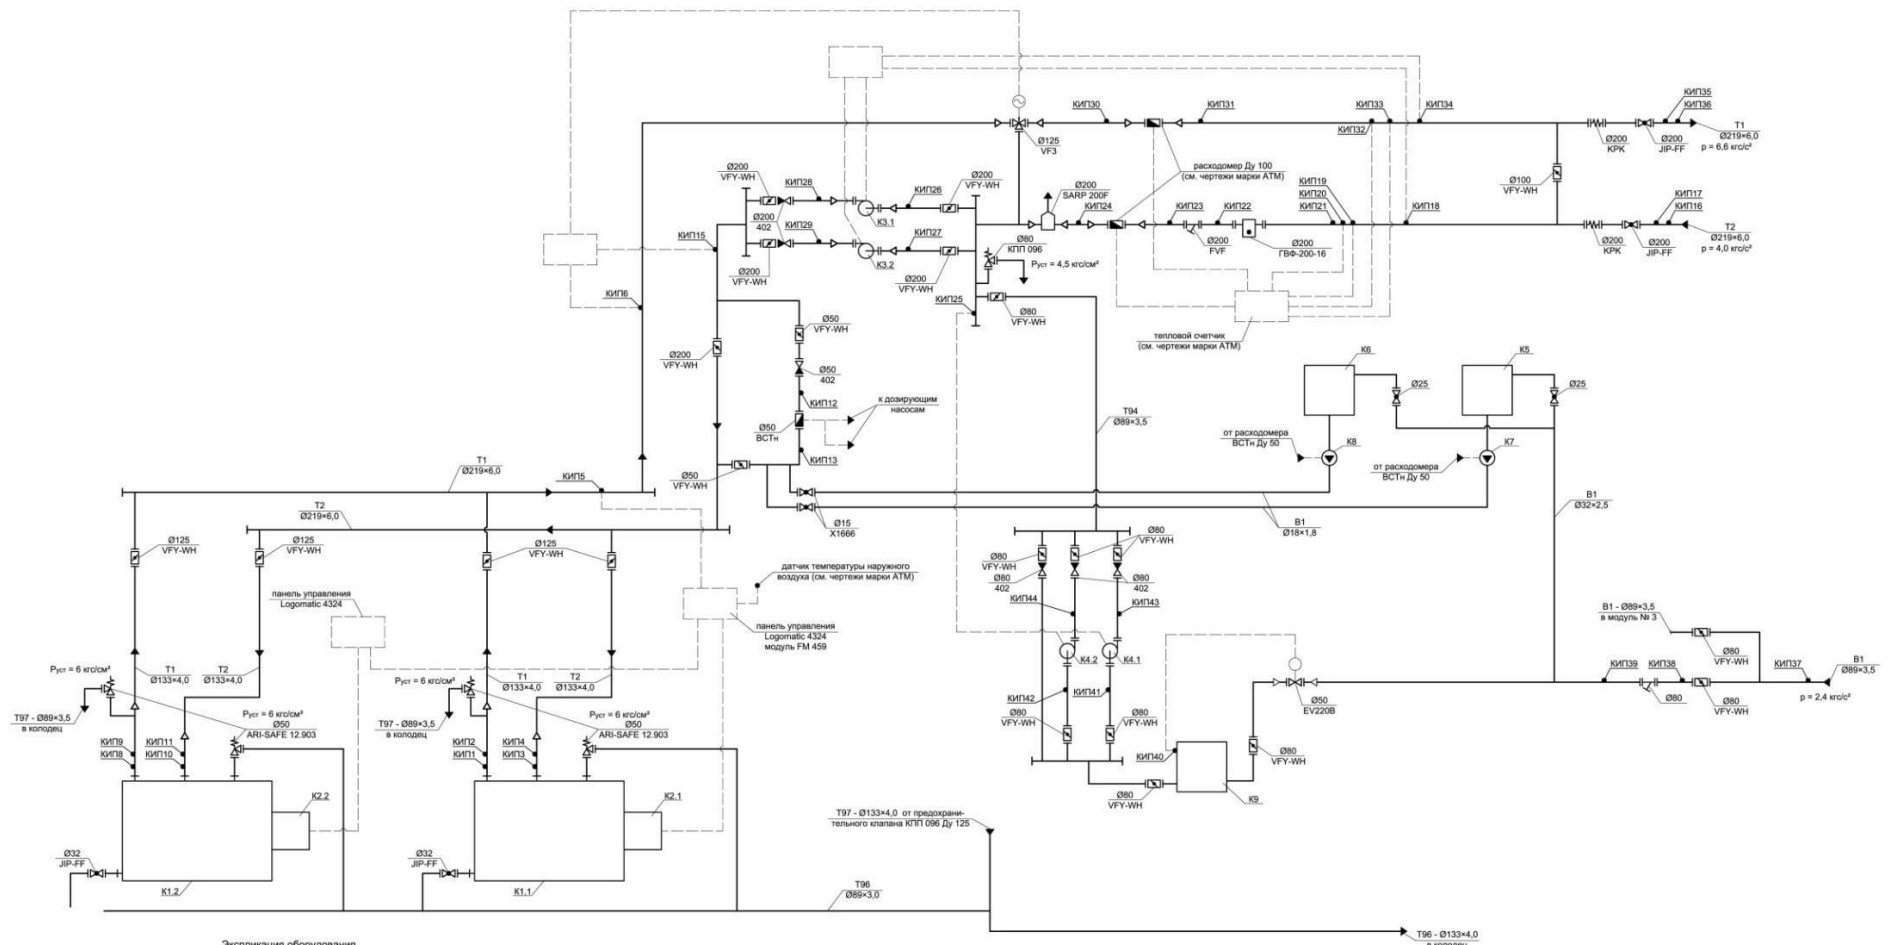 КИП30
КИП31
КИП33
КИП34
КИП35
КИП36
КИП32
T1
Ø219×6,0
p = 6,6 кгс/с²
Ø125
VF3
Ø200
KPK
Ø200
JIP-FF
расходомер Ду 100
(см. чертежи марки АТМ)
Ø100
VFY-WH
Ø200
VFY-WH
КИП28
КИП26
Ø200
VFY-WH
Ø200
SARP 200F
КИП24
КИП23
КИП22
КИП19
КИП20
КИП21
КИП18
КИП17
КИП16
T2
Ø219×6,0
p = 4,0 кгс/с²
К3.1
Ø200
402
КИП29
КИП27
К3.2
КИП15
Ø200
VFY-WH
Ø200
VFY-WH
Ø80
КПП 096
Pуст = 4,5 кгс/см²
Ø200
FVF
Ø200
ГВФ-200-16
Ø200
KPK
Ø200
JIP-FF
КИП6
КИП25
Ø80
VFY-WH
тепловой счетчик
(см. чертежи марки АТМ)
Ø50
VFY-WH
Ø200
VFY-WH
Ø50
402
КИП12
к дозирующим
насосам
Ø50
ВСТн
КИП13
Ø50
VFY-WH
T94
Ø89×3,5
К6
К5
Ø25
Ø25
от расходомера
ВСТн Ду 50
К8
К7
от расходомера
ВСТн Ду 50
T1
Ø219×6,0
КИП5
T2
Ø219×6,0
Ø15
X1666
B1
Ø18×1,8
B1
Ø32×2,5
Ø125
VFY-WH
Ø125
VFY-WH
Ø125
VFY-WH
Ø80
VFY-WH
Ø80
VFY-WH
Ø80
402
Ø80
402
КИП44
КИП43
датчик температуры наружного
воздуха (см. чертежи марки АТМ)
панель управления
Logomatic 4324
панель управления
Logomatic 4324
модуль FM 459
B1 - Ø89×3,5
в модуль № 3
Ø80
VFY-WH
К4.2
К4.1
КИП42
КИП41
Ø80
VFY-WH
Ø80
VFY-WH
КИП39
КИП38
КИП37
B1
Ø89×3,5
p = 2,4 кгс/с²
Ø80
Ø80
VFY-WH
Ø50
EV220B
Ø80
VFY-WH
КИП40
К9
Ø80
VFY-WH
Pуст = 6 кгс/см²
T1
Ø133×4,0
T2
Ø133×4,0
Pуст = 6 кгс/см²
T1
Ø133×4,0
T2
Ø133×4,0
T97 - Ø89×3,5
в колодец
Pуст = 6 кгс/см²
Ø50
ARI-SAFE 12.903
T97 - Ø89×3,5
в колодец
Pуст = 6 кгс/см²
Ø50
ARI-SAFE 12.903
КИП9
КИП8
КИП11
КИП10
КИП2
КИП1
КИП4
КИП3
К2.2
К2.1
Ø32
JIP-FF
К1.2
Ø32
JIP-FF
К1.1
T97 - Ø133×4,0 от предохрани-
тельного клапана КПП 096 Ду 125
T96
Ø89×3,0
T96 - Ø133×4,0
в колодец
Экспликация оборудования